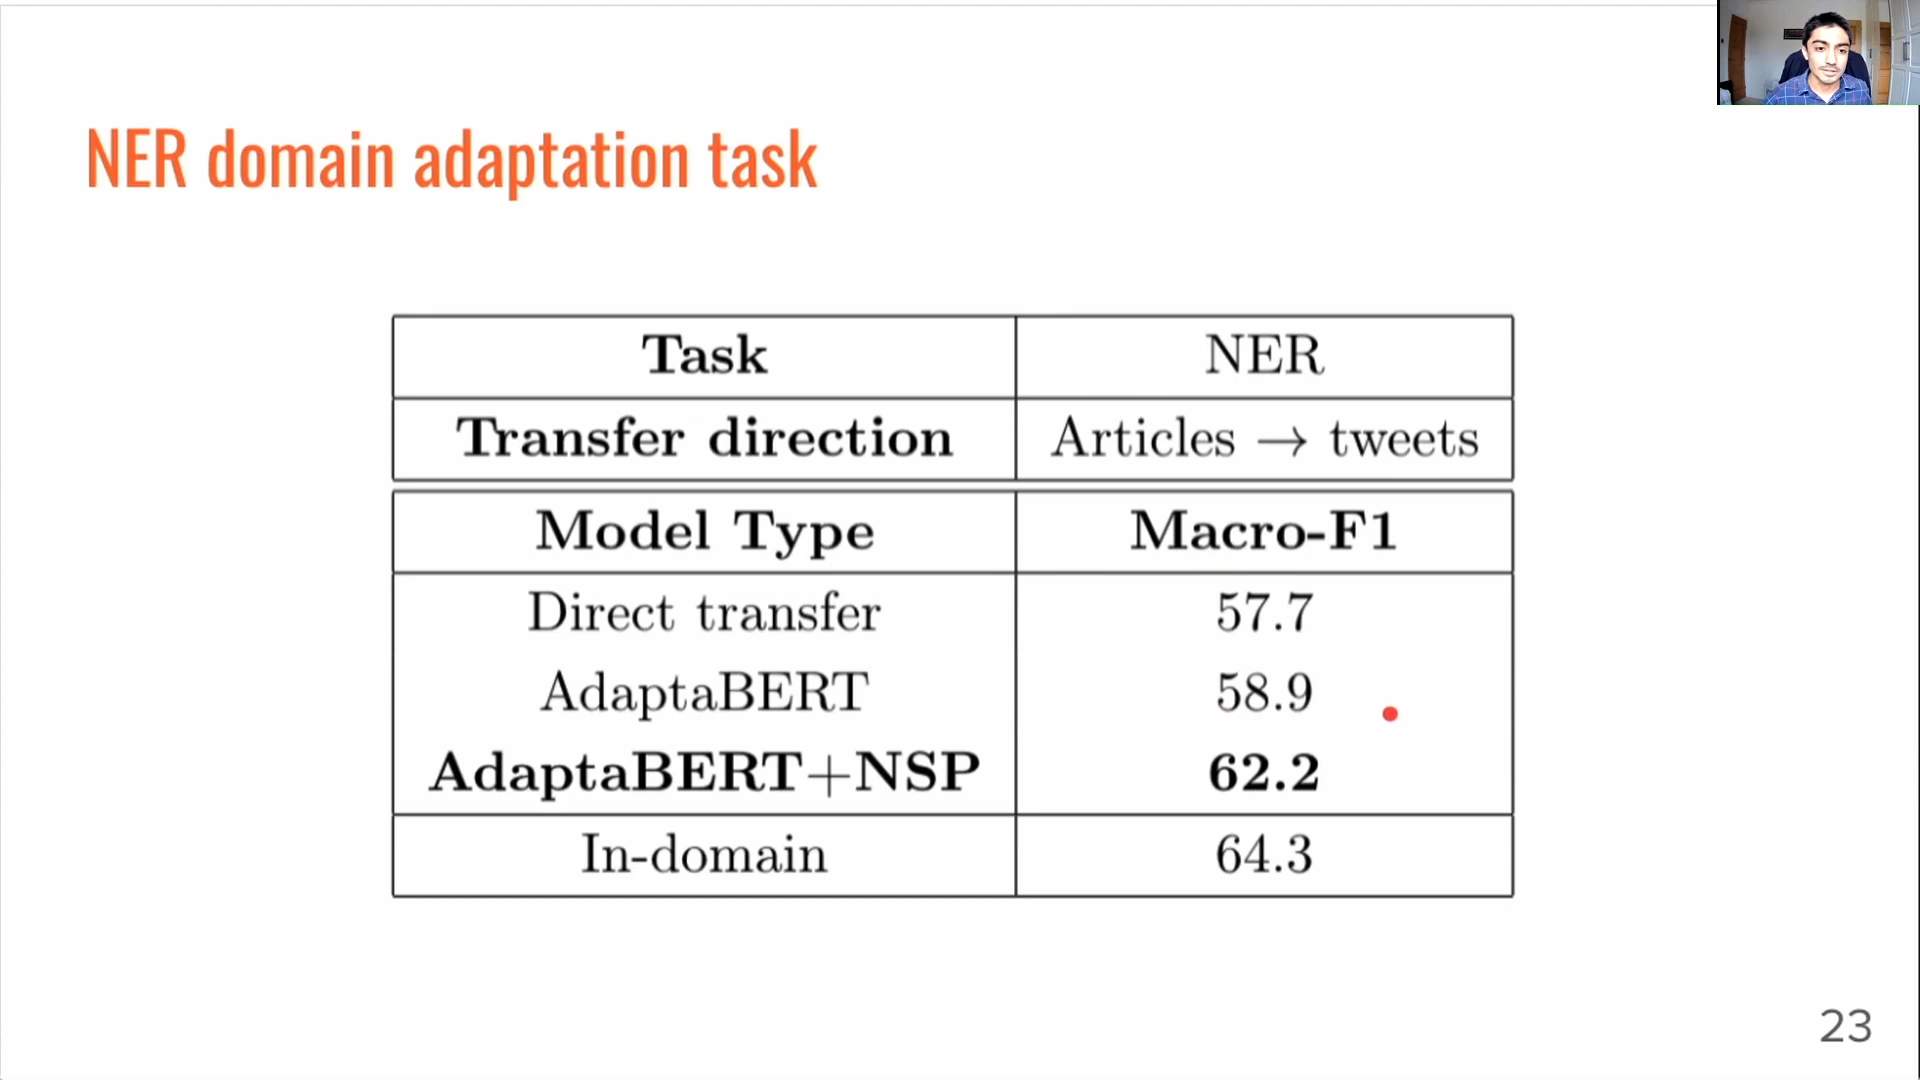 NER domain adaptation task
Task NER
Transfer direction Articles → tweets
Model Type Macro-F1
Direct transfer 57.7
AdaptaBERT 58.9
AdaptaBERT+NSP 62.2
In-domain 64.3
23